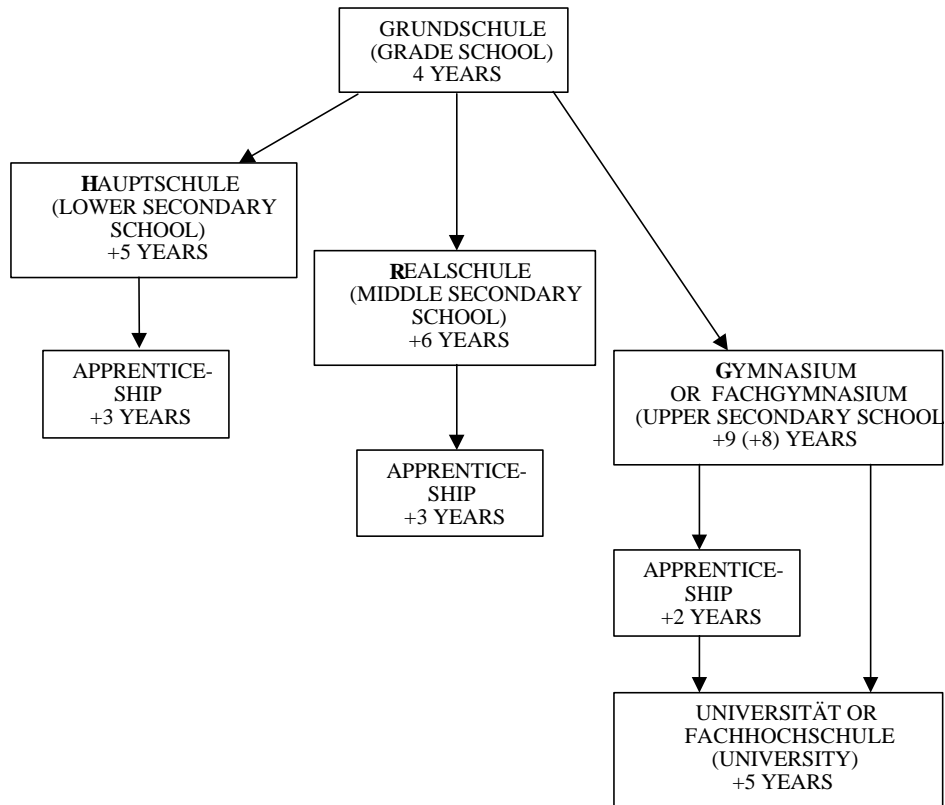 GRUNDSCHULE
(GRADE SCHOOL)
4 YEARS
HAUPTSCHULE
(LOWER SECONDARY
SCHOOL)
+5 YEARS
REALSCHULE
(MIDDLE SECONDARY
SCHOOL)
+6 YEARS
APPRENTICE-
SHIP
+3 YEARS
GYMNASIUM
OR FACHGYMNASIUM
(UPPER SECONDARY SCHOOL
+9 (+8) YEARS
APPRENTICE-
SHIP
+3 YEARS
APPRENTICE-
SHIP
+2 YEARS
UNIVERSITÄT OR
FACHHOCHSCHULE
(UNIVERSITY)
+5 YEARS